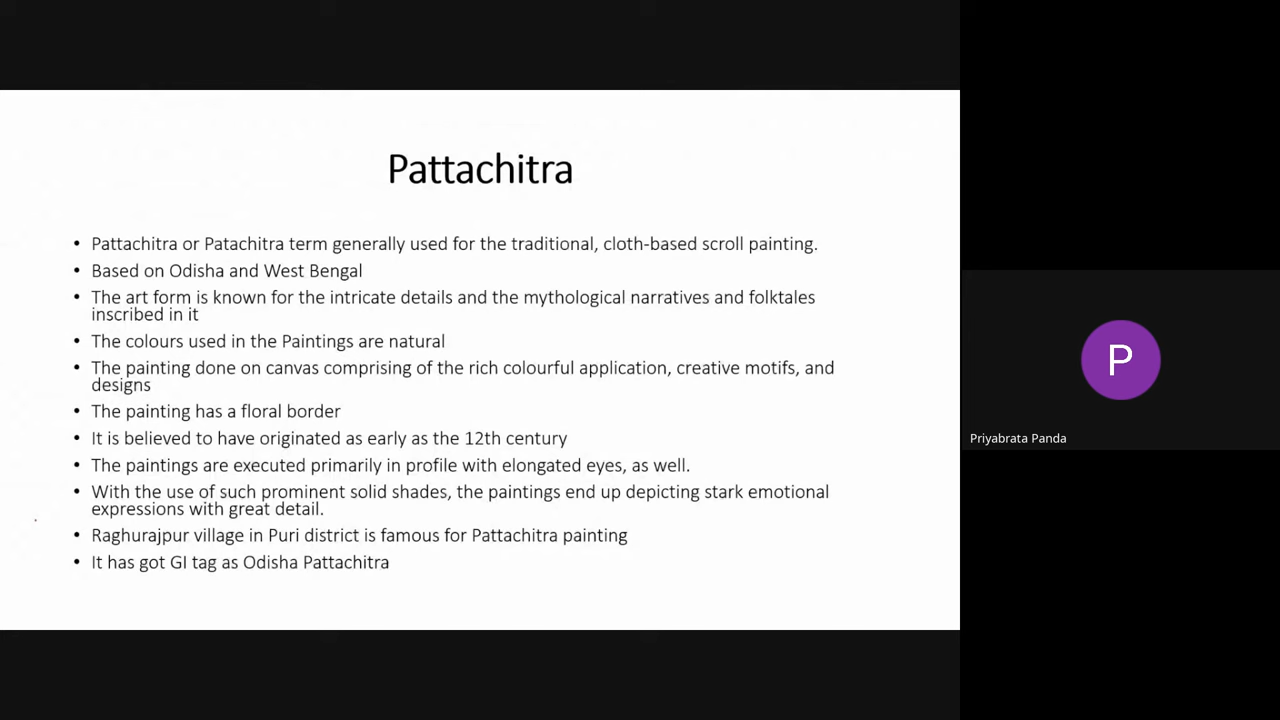 Pattachitra
• Pattachitra or Patachitra term generally used for the traditional, cloth-based scroll painting.
• Based on Odisha and West Bengal
• The art form is known for the intricate details and the mythological narratives and folktales
inscribed in it
• The colours used in the Paintings are natural
• The painting done on canvas comprising of the rich colourful application, creative motifs, and
designs
• The painting has a floral border
• It is believed to have originated as early as the 12th century
• The paintings are executed primarily in profile with elongated eyes, as well.
• With the use of such prominent solid shades, the paintings end up depicting stark emotional
expressions with great detail.
• Raghurajpur village in Puri district is famous for Pattachitra painting
• It has got GI tag as Odisha Pattachitra
P
Priyabrata Panda